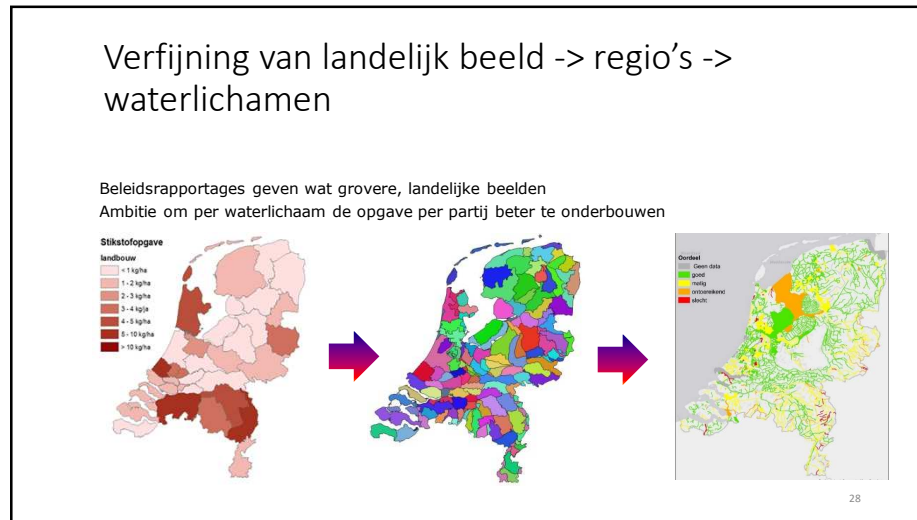 Verfijning van landelijk beeld -> regio's ->
waterlichamen
Beleidsrapportages geven wat grovere, landelijke beelden
Ambitie om per waterlichaam de opgave per partij beter te onderbouwen
Stikstofopgave
landbouw
< 1 kg/ha
1 - 2 kg/ha
2 - 3 kg/ha
3 - 4 kg/ja
4 - 5 kg/ha
5 - 10 kg/ha
> 10 kg/ha
Oordeel
Geen data
goed
matig
ontoereikend
slecht
28